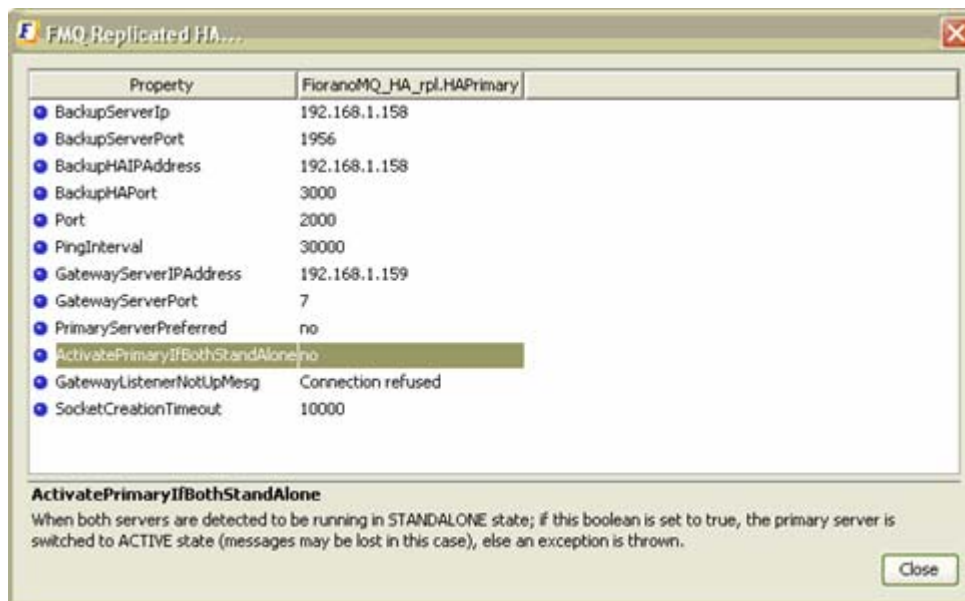 FMQ Replicated HA...
Property FioranoMQ_HA_rpl.HAPrimary
BackupServerIp 192.168.1.158
BackupServerPort 1956
BackupHAIPAddress 192.168.1.158
BackupHAPort 3000
Port 2000
PingInterval 30000
GatewayServerIPAddress 192.168.1.159
GatewayServerPort 7
PrimaryServerPreferred no
ActivatePrimaryIfBothStandAlone no
GatewayListenerNotUpMesg Connection refused
SocketCreationTimeout 10000
ActivatePrimaryIfBothStandAlone
When both servers are detected to be running in STANDALONE state; if this boolean is set to true, the primary server is
switched to ACTIVE state (messages may be lost in this case), else an exception is thrown.
Close